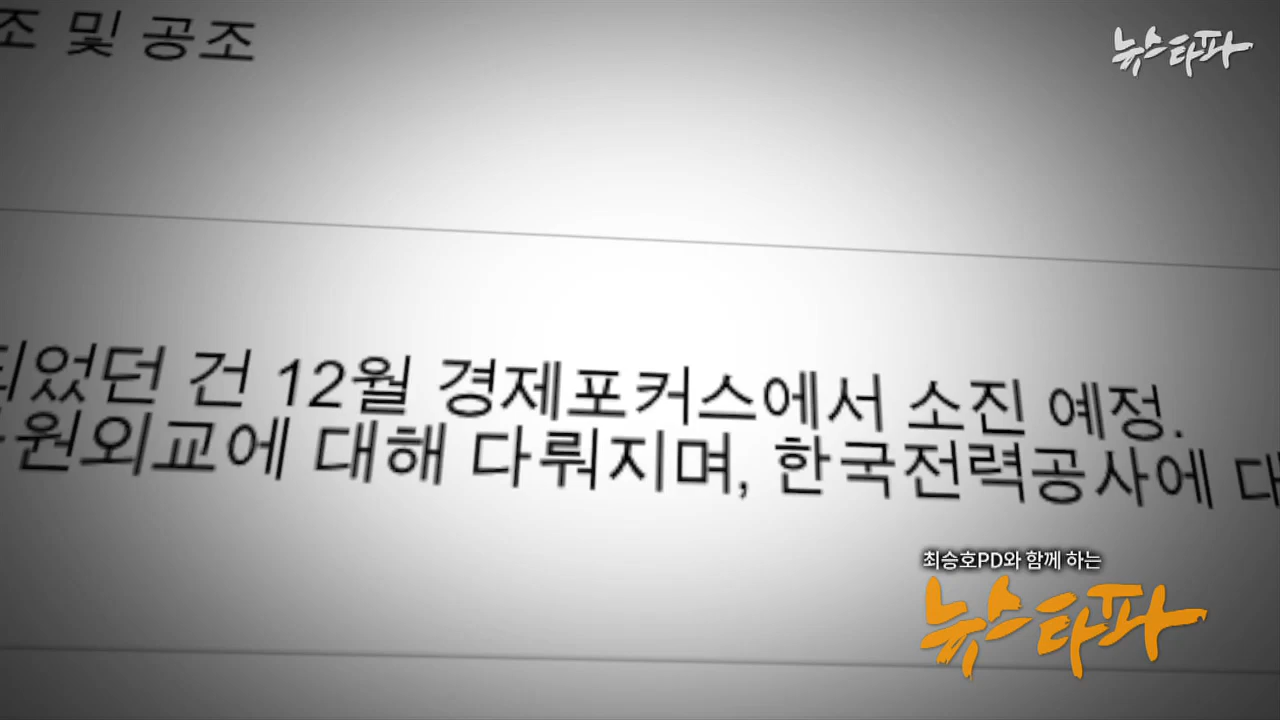 조 및 공조
뉴스타파
되었던 건 12월 경제포커스에서 소진 예정.
원외교에 대해 다뤄지며, 한국전력공사에 대
최승호PD와 함께 하는
뉴스타파